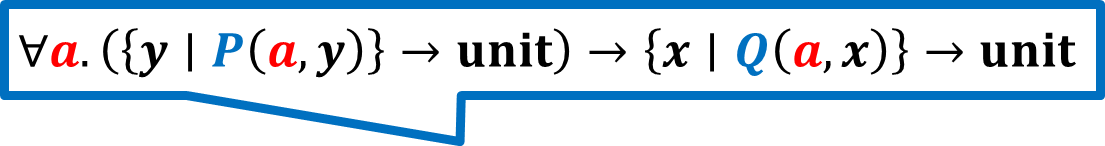 ∀a. ({y | P(a, y)} → unit) → {x | Q(a, x)} → unit